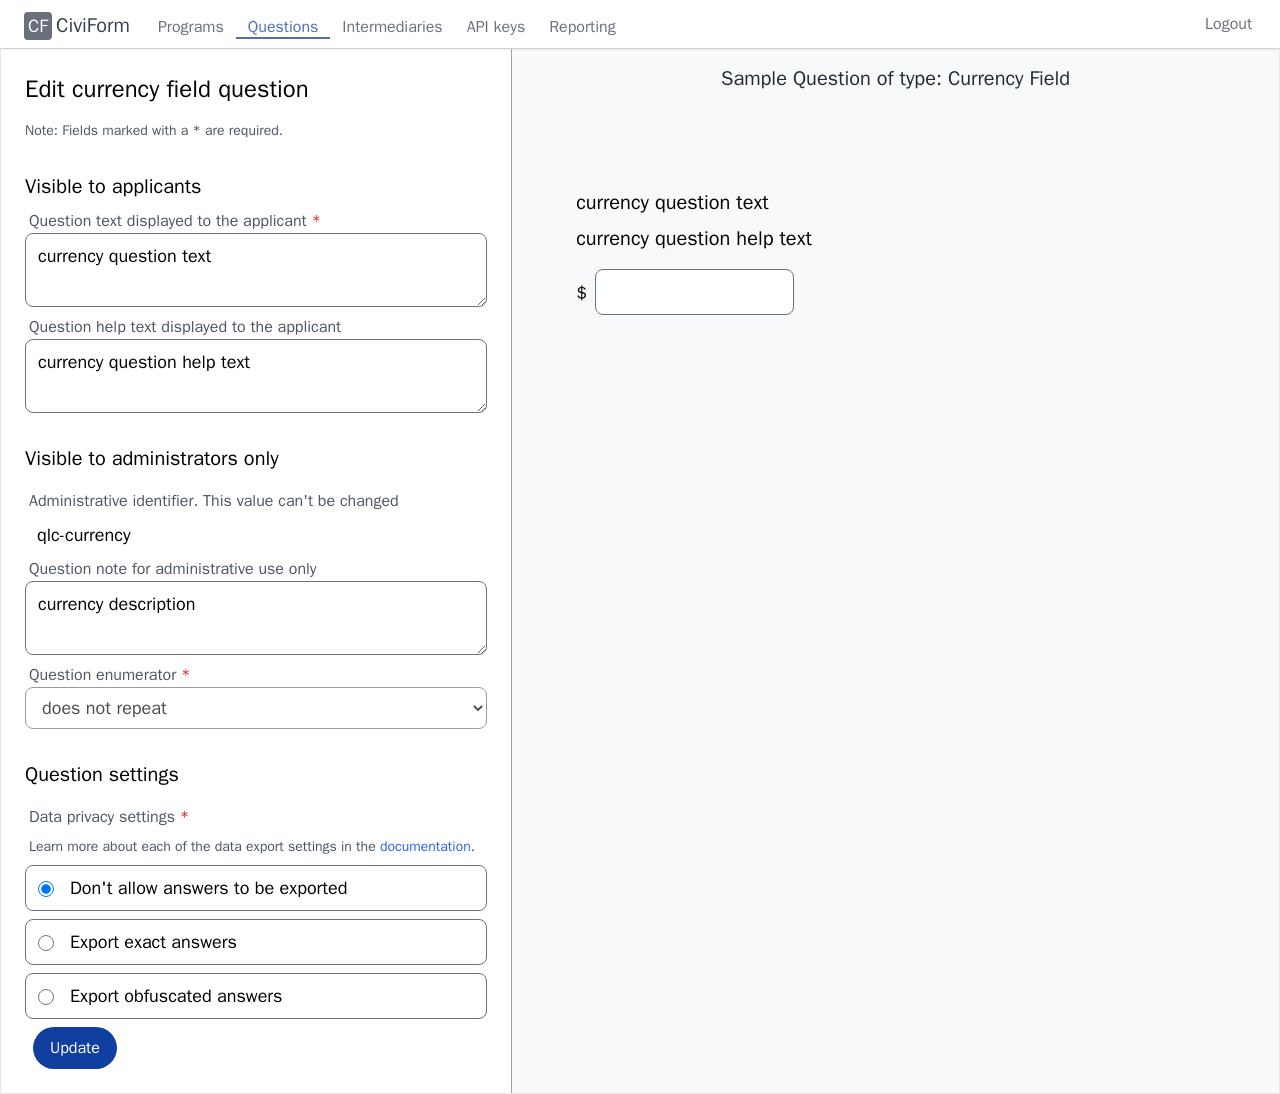 CF CiviForm Programs Questions Intermediaries API keys Reporting Logout
Edit currency field question
Note: Fields marked with a * are required.
Visible to applicants
Question text displayed to the applicant *
currency question text
Question help text displayed to the applicant
currency question help text
Visible to administrators only
Administrative identifier. This value can't be changed
qlc-currency
Question note for administrative use only
currency description
Question enumerator *
does not repeat
Question settings
Data privacy settings *
Learn more about each of the data export settings in the documentation.
Don't allow answers to be exported
Export exact answers
Export obfuscated answers
Update
Sample Question of type: Currency Field
currency question text
currency question help text
$